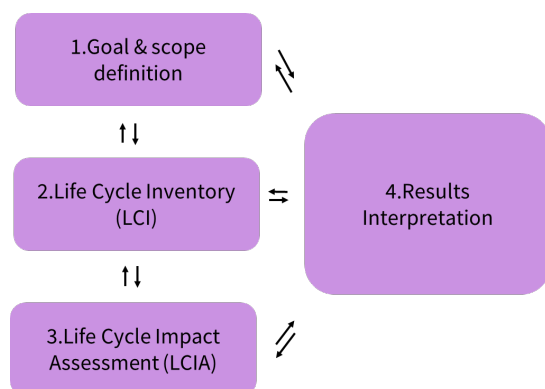 1.Goal & scope
definition
2.Life Cycle Inventory
(LCI)
4.Results
Interpretation
3.Life Cycle Impact
Assessment (LCIA)